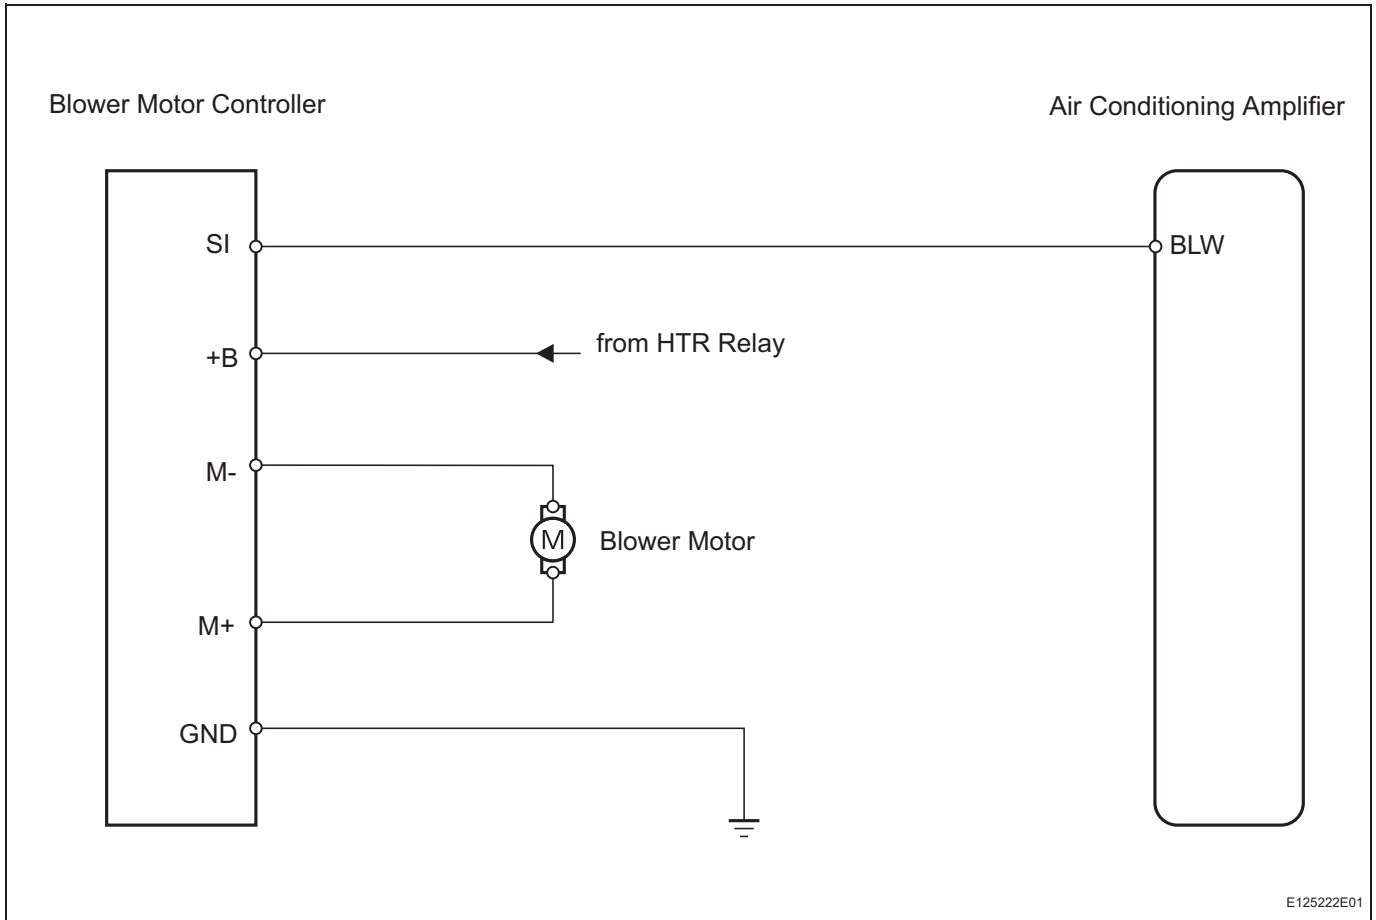 Blower Motor Controller
Air Conditioning Amplifier
SI
BLW
+B
from HTR Relay
M-
M
Blower Motor
M+
GND
E125222E01